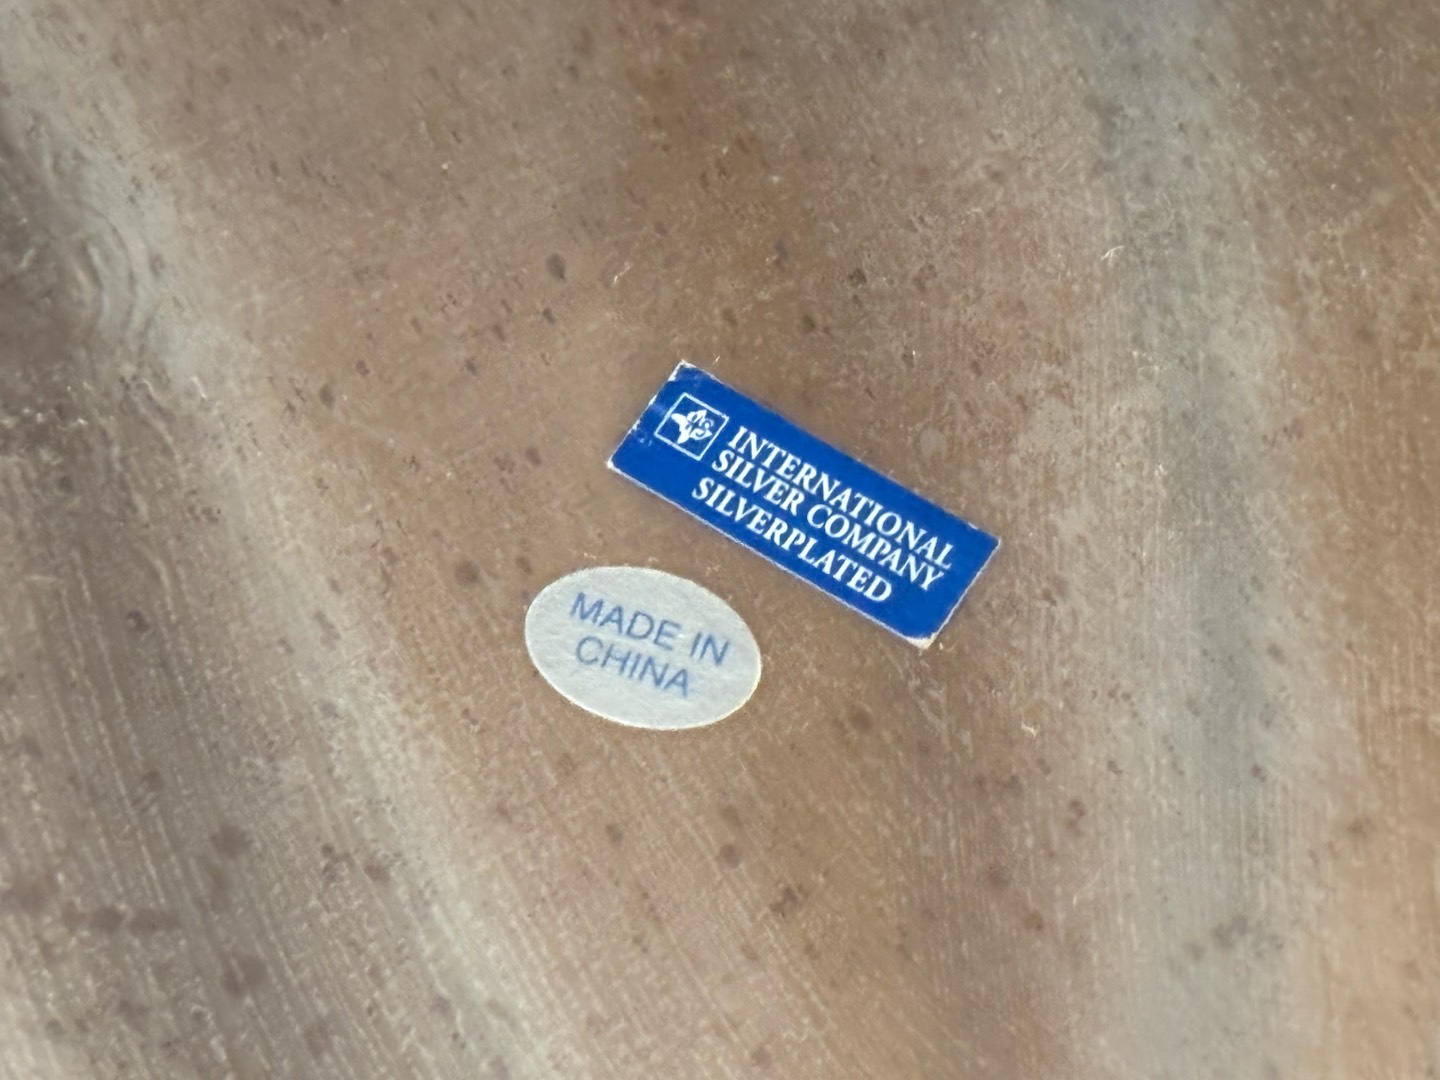 INTERNATIONAL
SILVER COMPANY
SILVERPLATED
MADE IN
CHINA